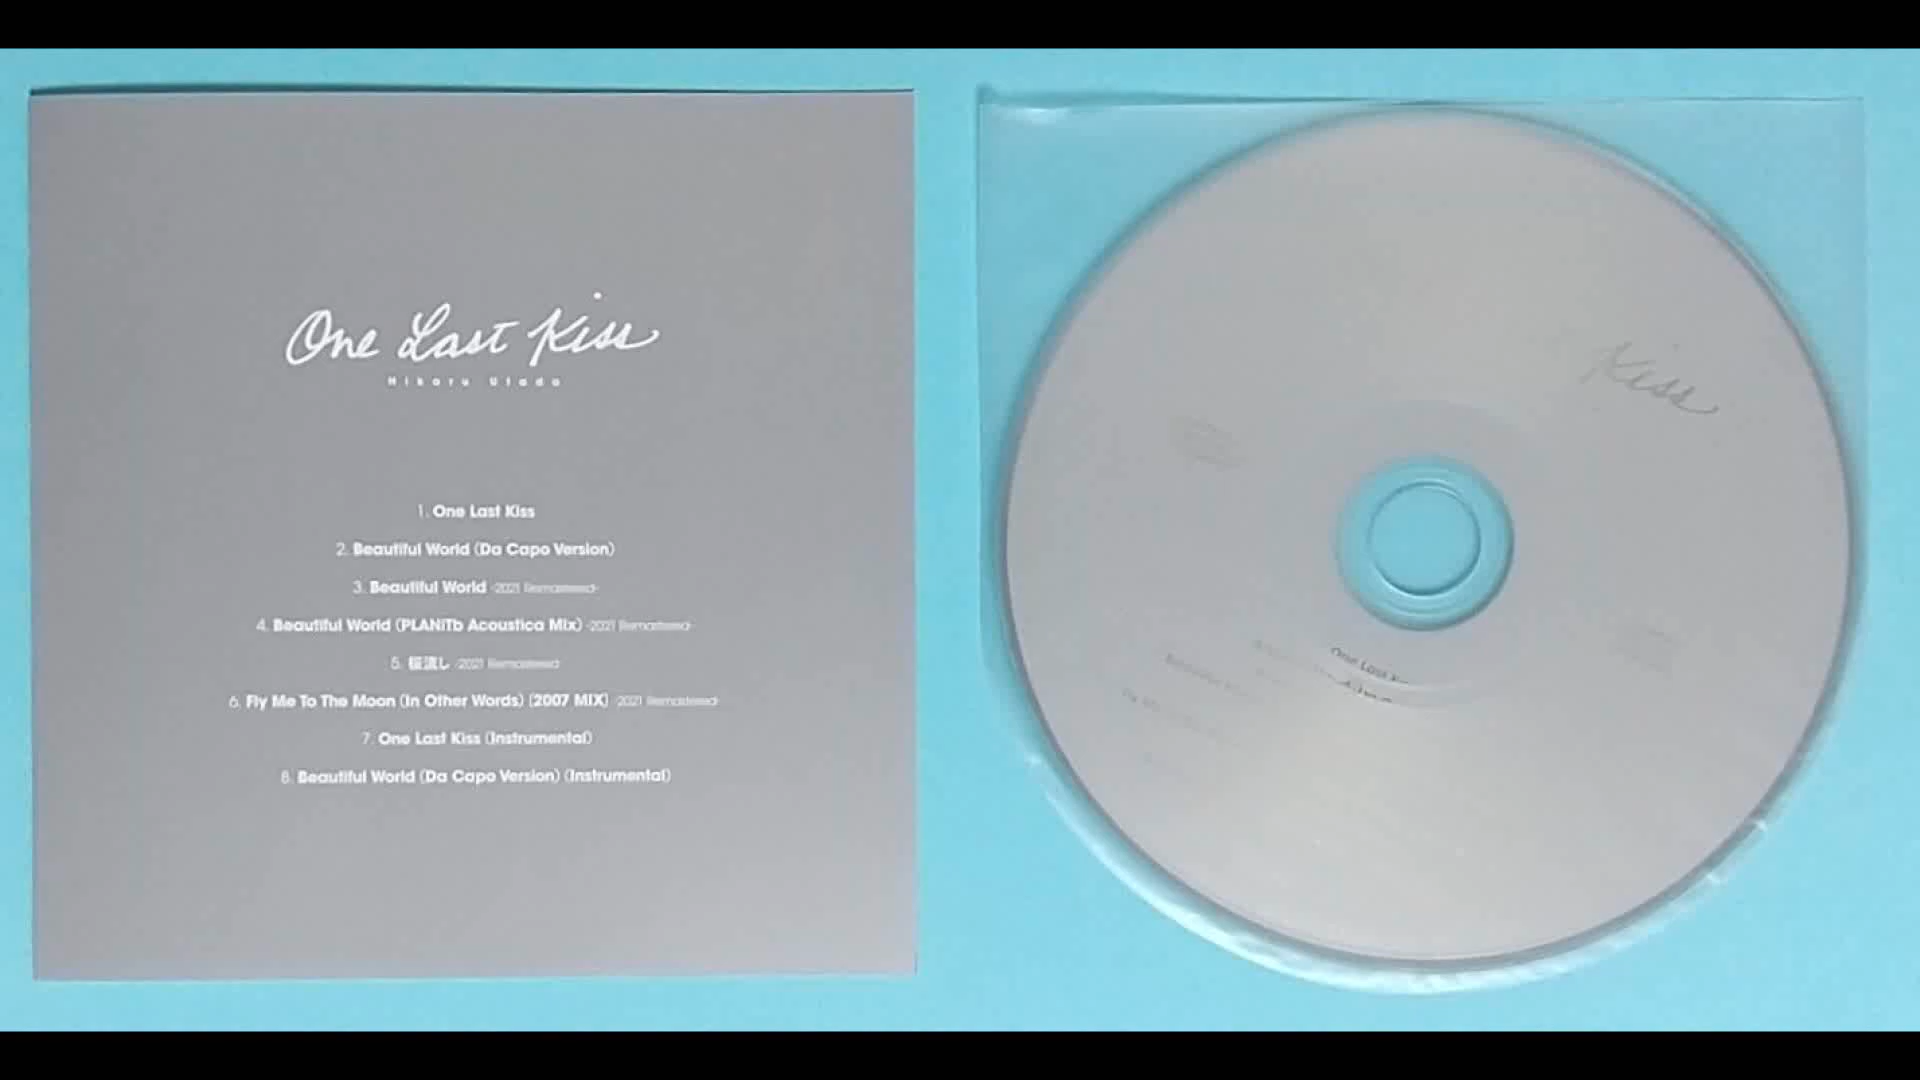 One Last Kiss
Hikaru Utada
1. One Last Kiss
2. Beautiful World (Da Capo Version)
3. Beautiful World -2021 Remastered-
4. Beautiful World (PLANiTb Acoustica Mix) -2021 Remastered-
5. 桜流し -2021 Remastered-
6. Fly Me To The Moon (In Other Words) [2007 MIX] -2021 Remastered-
7. One Last Kiss (Instrumental)
8. Beautiful World (Da Capo Version) (Instrumental)
Kiss
One Last
Beautiful